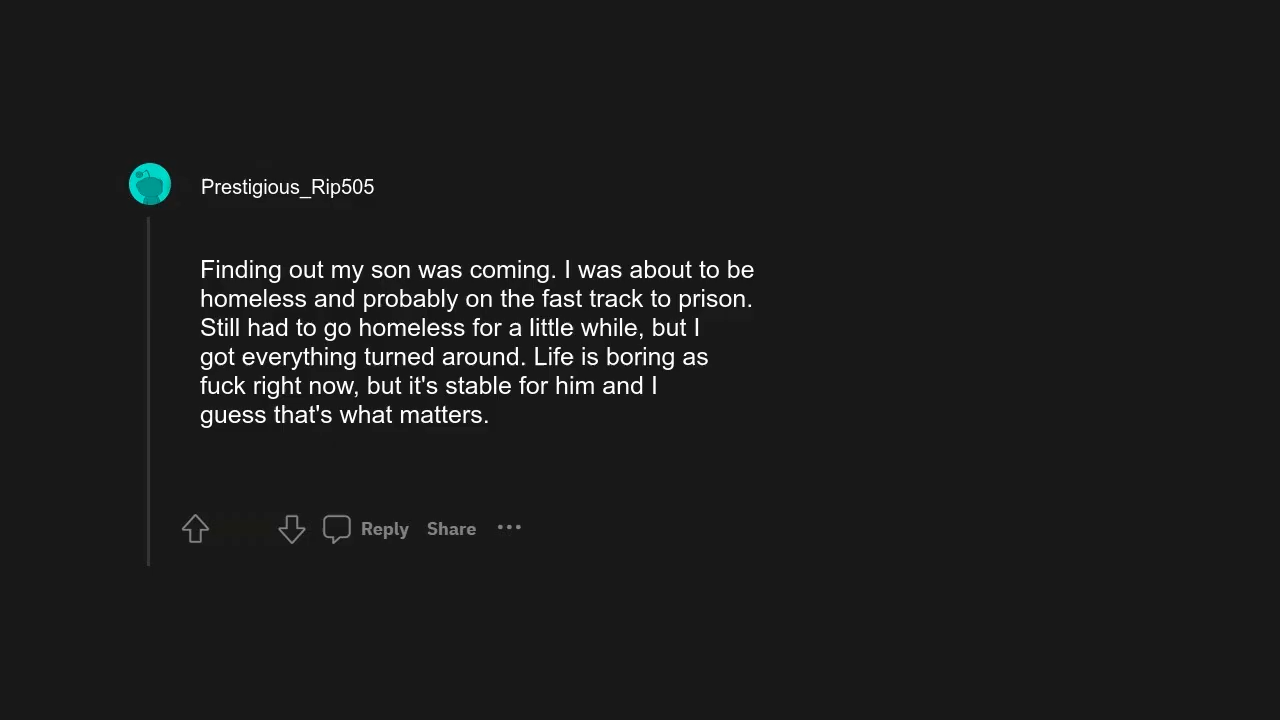 Prestigious_Rip505
Finding out my son was coming. I was about to be
homeless and probably on the fast track to prison.
Still had to go homeless for a little while, but I
got everything turned around. Life is boring as
fuck right now, but it's stable for him and I
guess that's what matters.
Reply Share